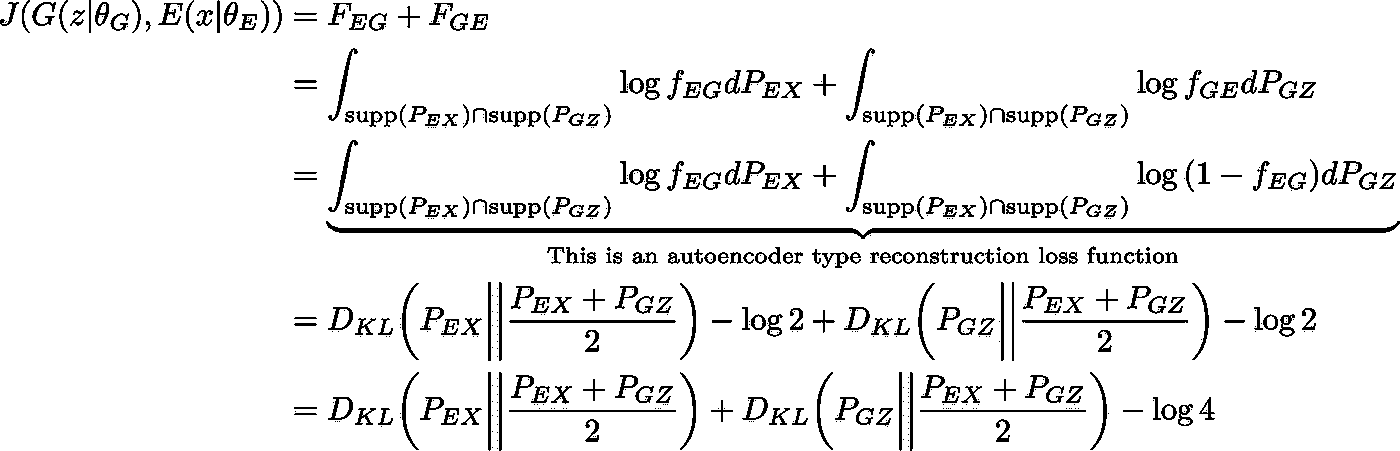 J(G(z|θ_G), E(x|θ_E)) = F_{EG} + F_{GE}
= ∫_{supp(P_{EX})∩supp(P_{GZ})} log f_{EG} dP_{EX} + ∫_{supp(P_{EX})∩supp(P_{GZ})} log f_{GE} dP_{GZ}
= ∫_{supp(P_{EX})∩supp(P_{GZ})} log f_{EG} dP_{EX} + ∫_{supp(P_{EX})∩supp(P_{GZ})} log (1 − f_{EG}) dP_{GZ}
This is an autoencoder type reconstruction loss function
= D_{KL}(P_{EX} || \frac{P_{EX} + P_{GZ}}{2}) − log 2 + D_{KL}(P_{GZ} || \frac{P_{EX} + P_{GZ}}{2}) − log 2
= D_{KL}(P_{EX} || \frac{P_{EX} + P_{GZ}}{2}) + D_{KL}(P_{GZ} || \frac{P_{EX} + P_{GZ}}{2}) − log 4